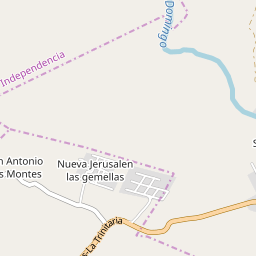 Domingo
Independencia
n Antonio
s Montes
Nueva Jerusalen
las gemellas
s-La Trinitaria
S